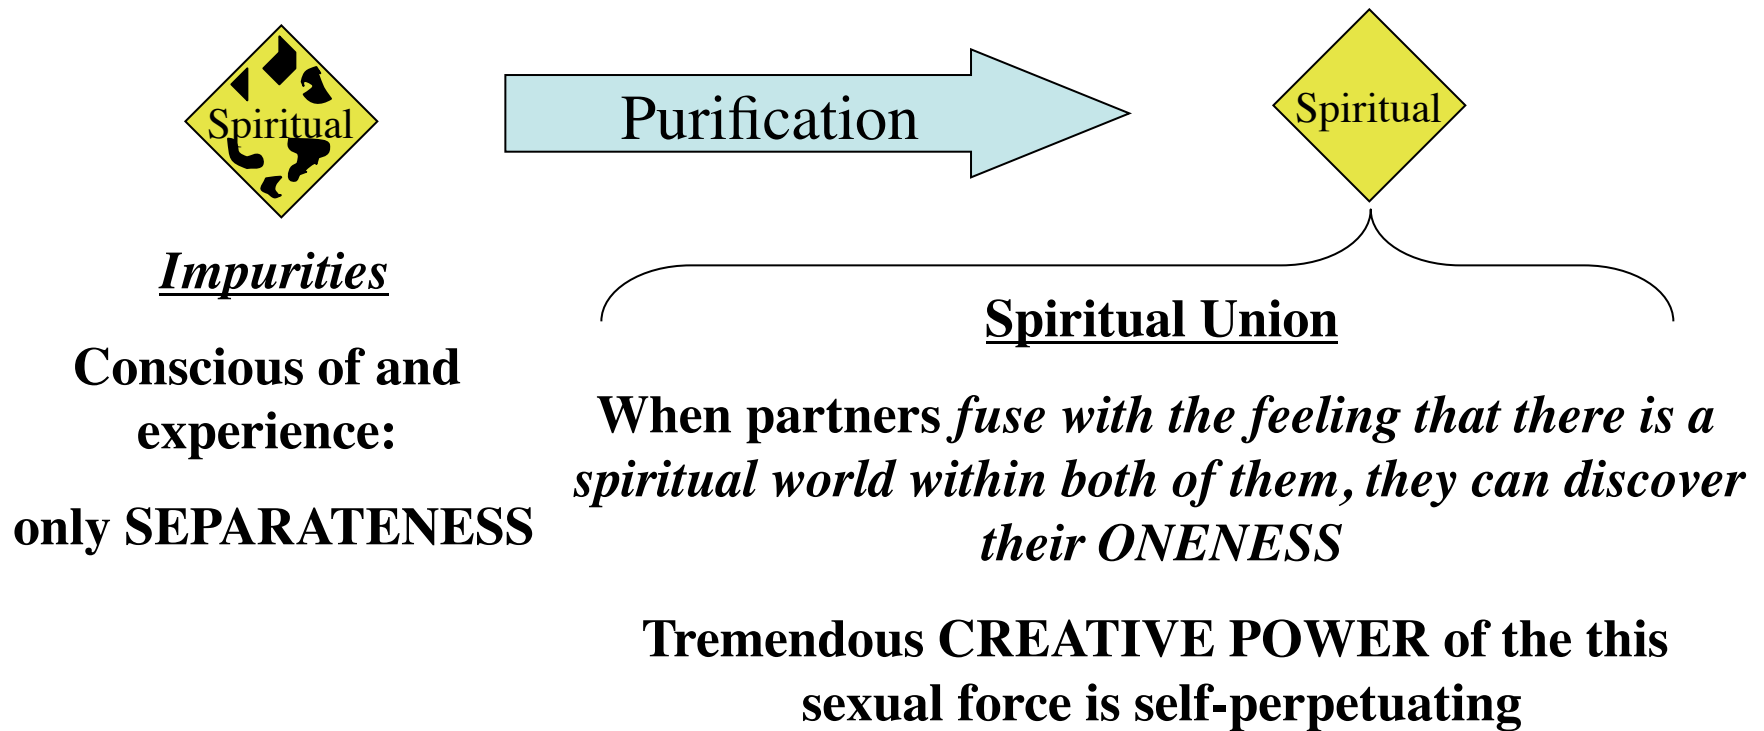 Spiritual
Purification
Spiritual
Impurities
Conscious of and
experience:
only SEPARATENESS
Spiritual Union
When partners fuse with the feeling that there is a
spiritual world within both of them, they can discover
their ONENESS
Tremendous CREATIVE POWER of the this
sexual force is self-perpetuating